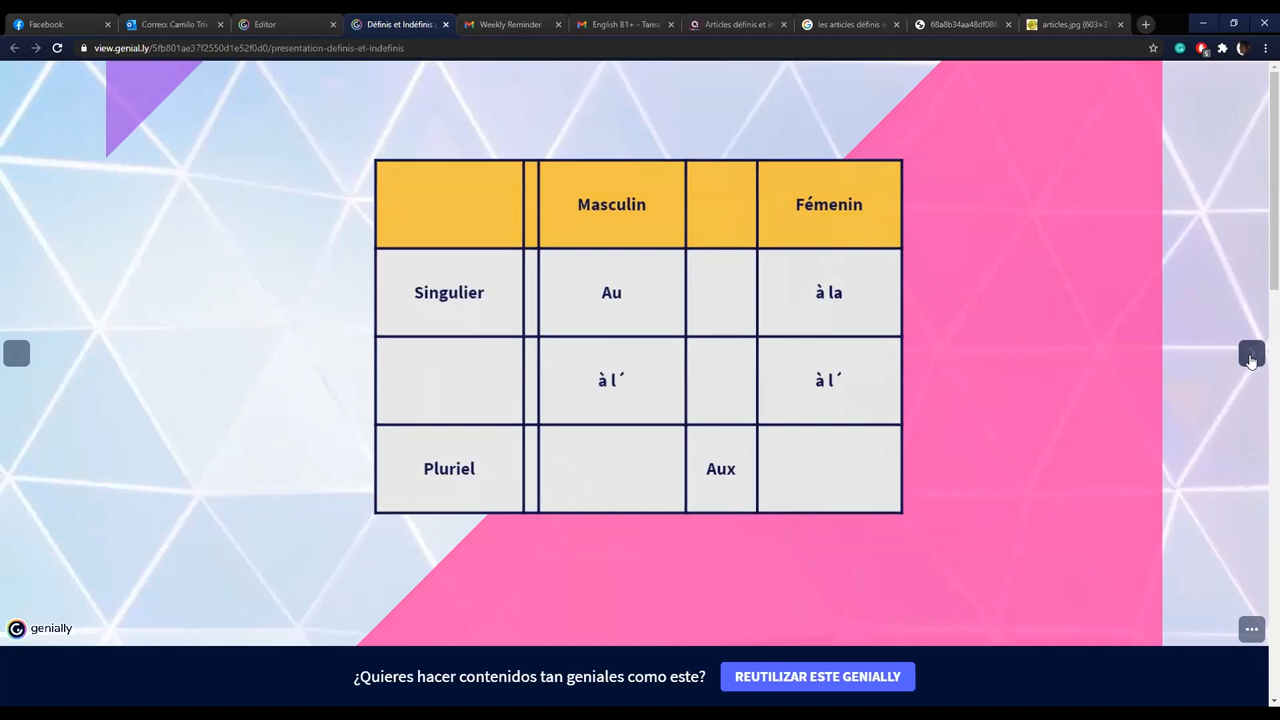 Facebook
Correo: Camilo Triv
Editor
Définis et Indéfinis
Weekly Reminder.
English B1+ - Tarea
Articles définis et in
les articles définis
68a8b34aa48df086
articles.jpg (603×3
view.genial.ly/5fb801ae37f2550d1e52f0d0/presentation-definis-et-indefinis
Masculin Fémenin
Singulier Au à la
à l´ à l´
Pluriel Aux
genially
¿Quieres hacer contenidos tan geniales como este? REUTILIZAR ESTE GENIALLY